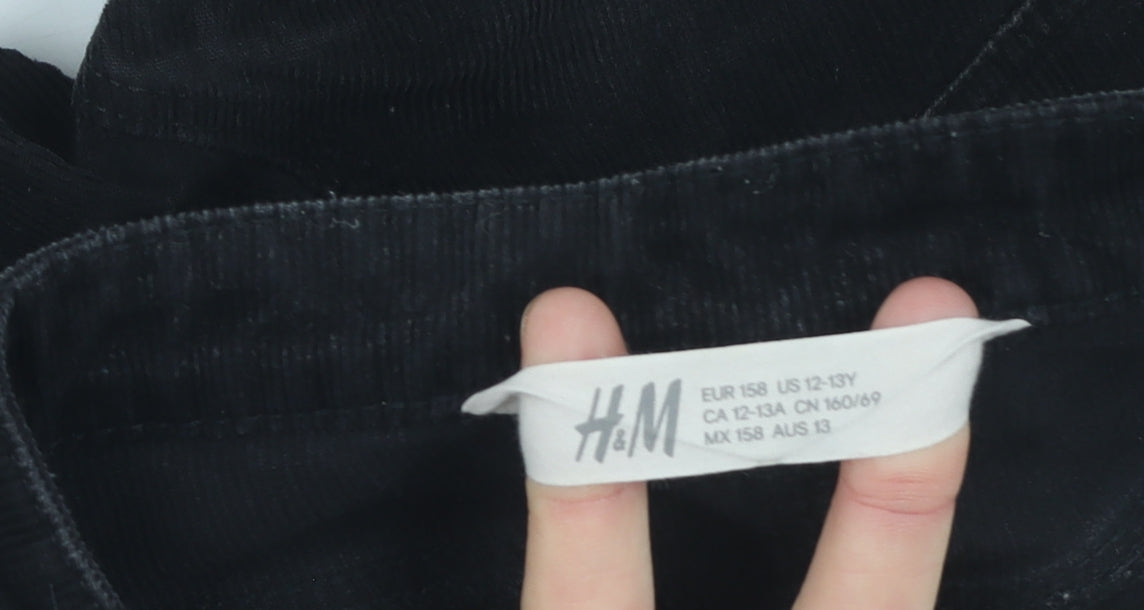 H&M
EUR 158 US 12-13Y
CA 12-13A CN 160/69
MX 158 AUS 13